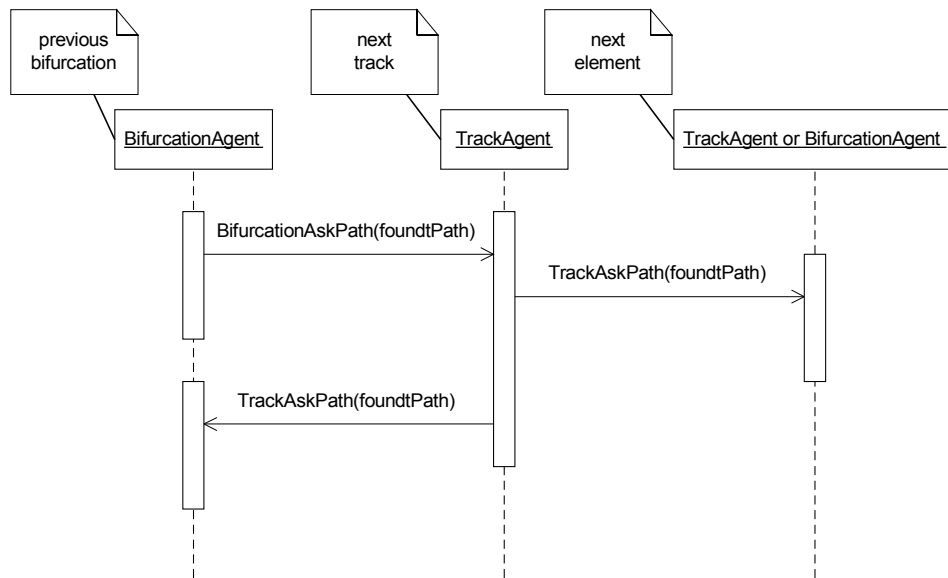 previous
bifurcation
next
track
next
element
BifurcationAgent
TrackAgent
TrackAgent or BifurcationAgent
BifurcationAskPath(foundtPath)
TrackAskPath(foundtPath)
TrackAskPath(foundtPath)